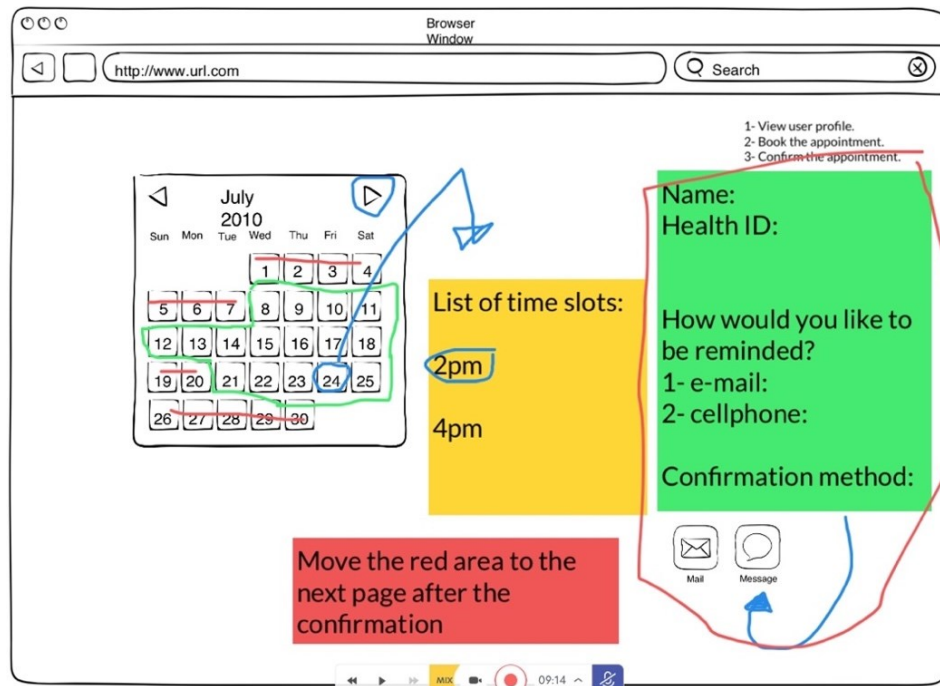 Browser
Window
http://www.url.com
Search
1- View user profile.
2- Book the appointment.
3- Confirm the appointment.
July
2010
Sun Mon Tue Wed Thu Fri Sat
1 2 3 4
5 6 7 8 9 10 11
12 13 14 15 16 17 18
19 20 21 22 23 24 25
26 27 28 29 30
List of time slots:
2pm
4pm
Name:
Health ID:
How would you like to
be reminded?
1- e-mail:
2- cellphone:
Confirmation method:
Mail Message
Move the red area to the
next page after the
confirmation
MIX 09:14